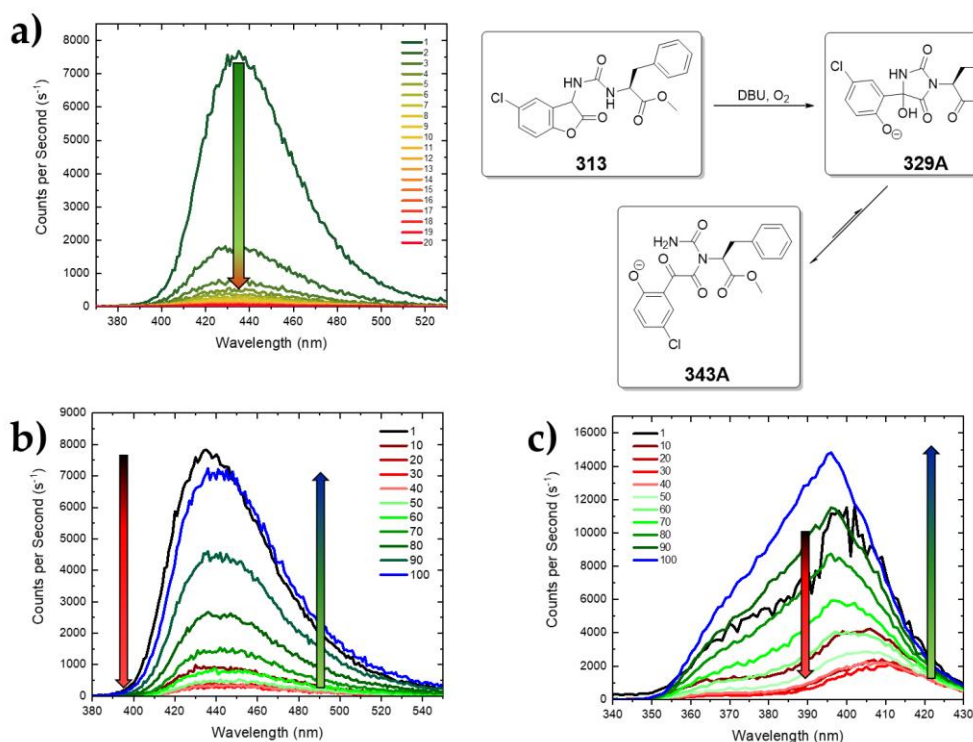 a)
Counts per Second (s⁻¹)
8000
7000
6000
5000
4000
3000
2000
1000
0
380 400 420 440 460 480 500 520
Wavelength (nm)
1
2
3
4
5
6
7
8
9
10
11
12
13
14
15
16
17
18
19
20
Cl
O
O
NH
O
NH
O
O
313
DBU, O₂
Cl
O
HN
N
OH
O
O⊖
329A
O
H₂N
N
O⊖
O
O
O
O
Cl
343A
b)
Counts per Second (s⁻¹)
9000
8000
7000
6000
5000
4000
3000
2000
1000
0
380 400 420 440 460 480 500 520 540
Wavelength (nm)
1
10
20
30
40
50
60
70
80
90
100
c)
Counts per Second (s⁻¹)
16000
14000
12000
10000
8000
6000
4000
2000
0
340 350 360 370 380 390 400 410 420 430
Wavelength (nm)
1
10
20
30
40
50
60
70
80
90
100